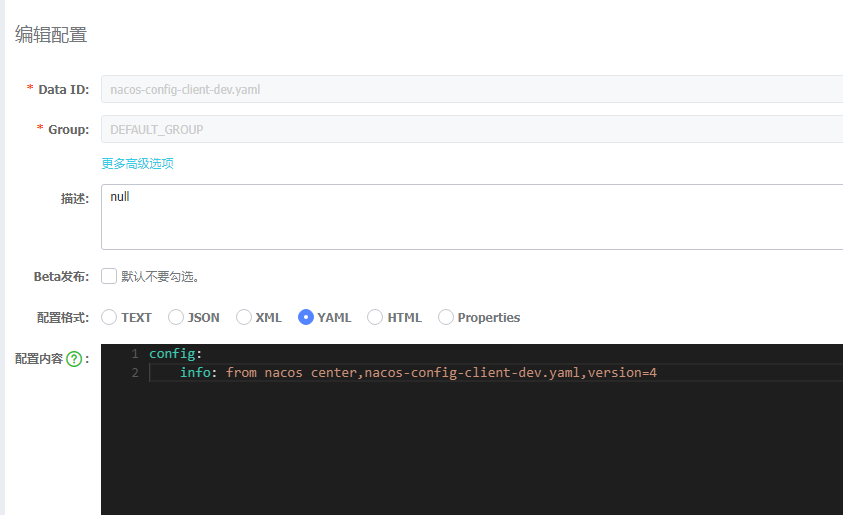 编辑配置
* Data ID: nacos-config-client-dev.yaml
* Group: DEFAULT_GROUP
更多高级选项
描述: null
Beta发布: 默认不要勾选。
配置格式: TEXT JSON XML YAML HTML Properties
配置内容 ? :
1 config:
2 info: from nacos center,nacos-config-client-dev.yaml,version=4